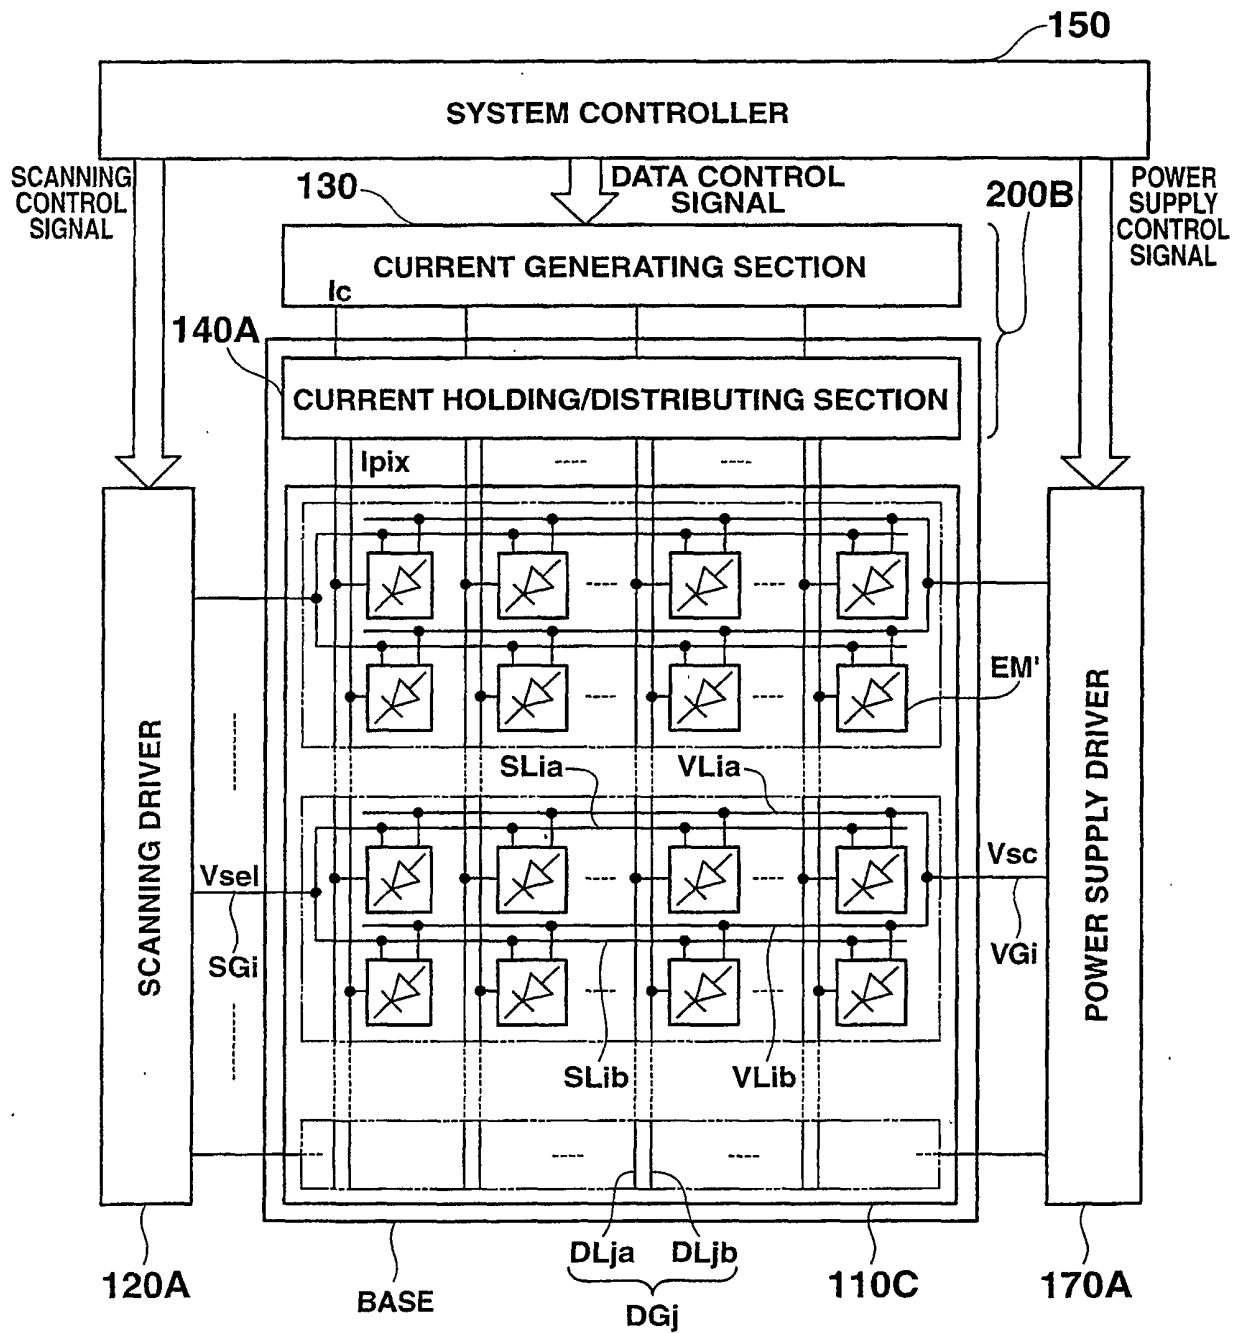 150
SYSTEM CONTROLLER
SCANNING
CONTROL
SIGNAL
130
DATA CONTROL
SIGNAL
200B
POWER
SUPPLY
CONTROL
SIGNAL
CURRENT GENERATING SECTION
Ic
140A
CURRENT HOLDING/DISTRIBUTING SECTION
Ipix
EM'
SCANNING DRIVER
POWER SUPPLY DRIVER
SLia
VLia
Vsel
Vsc
SGi
VGi
SLib
VLib
DLja
DLjb
120A
BASE
DGj
110C
170A